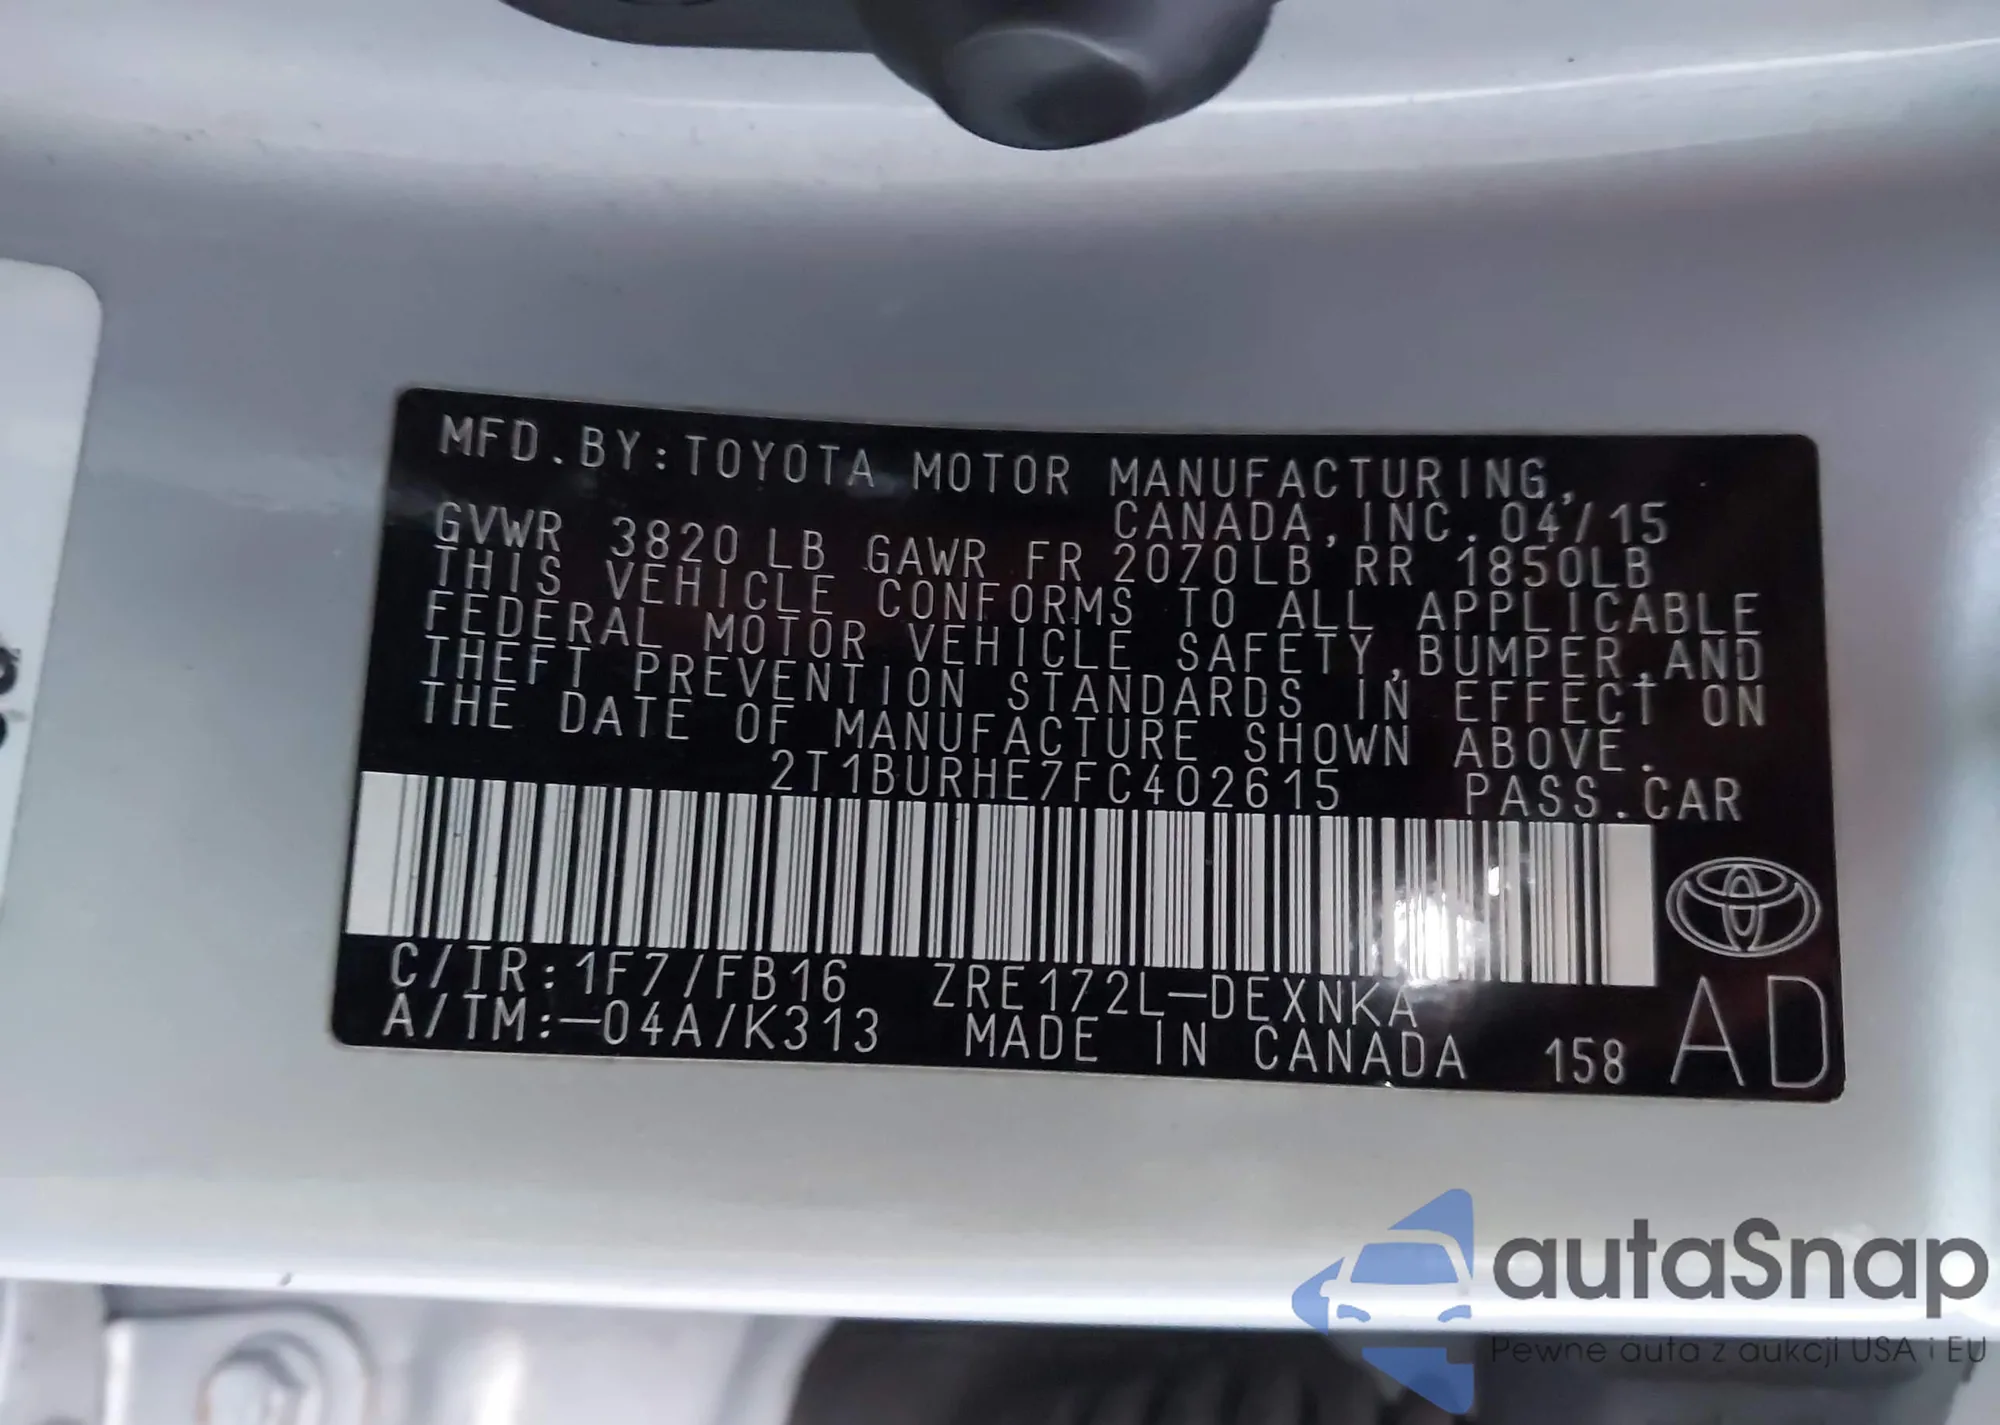 MFD.BY:TOYOTA MOTOR MANUFACTURING,
CANADA,INC.04/15
GVWR 3820LB GAWR FR 2070LB RR 1850LB
THIS VEHICLE CONFORMS TO ALL APPLICABLE
FEDERAL MOTOR VEHICLE SAFETY,BUMPER,AND
THEFT PREVENTION STANDARDS IN EFFECT ON
THE DATE OF MANUFACTURE SHOWN ABOVE.
2T1BURHE7FC402615 PASS.CAR
C/TR:1F7/FB16 ZRE172L-DEXNKA
A/TM:-04A/K313 MADE IN CANADA 158 AD
autaSnap
Pewne auta z aukcji USA i EU